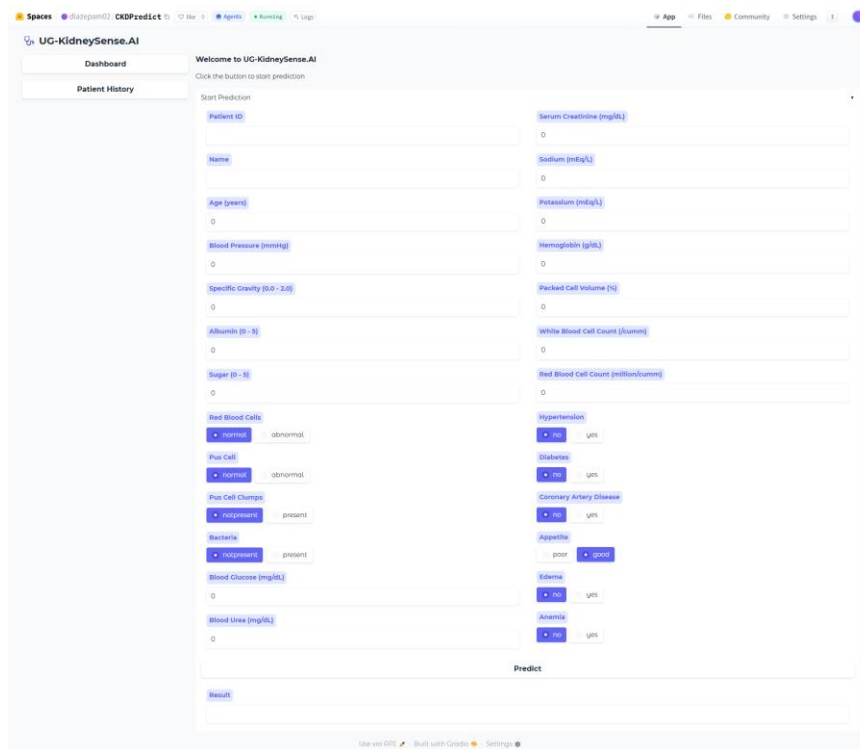 Spaces diazepam02/CKDPredict like 0 Agents Running Logs App Files Community Settings
UG-KidneySense.AI
Dashboard
Patient History
Welcome to UG-KidneySense.AI
Click the button to start prediction
Start Prediction
Patient ID
Name
Age (years)
0
Blood Pressure (mmHg)
0
Specific Gravity (0.0 - 2.0)
0
Albumin (0 - 5)
0
Sugar (0 - 5)
0
Red Blood Cells
normal abnormal
Pus Cell
normal abnormal
Pus Cell Clumps
notpresent present
Bacteria
notpresent present
Blood Glucose (mg/dL)
0
Blood Urea (mg/dL)
0
Serum Creatinine (mg/dL)
0
Sodium (mEq/L)
0
Potassium (mEq/L)
0
Hemoglobin (g/dL)
0
Packed Cell Volume (%)
0
White Blood Cell Count (/cumm)
0
Red Blood Cell Count (million/cumm)
0
Hypertension
no yes
Diabetes
no yes
Coronary Artery Disease
no yes
Appetite
poor good
Edema
no yes
Anemia
no yes
Predict
Result
Use via API · Built with Gradio · Settings